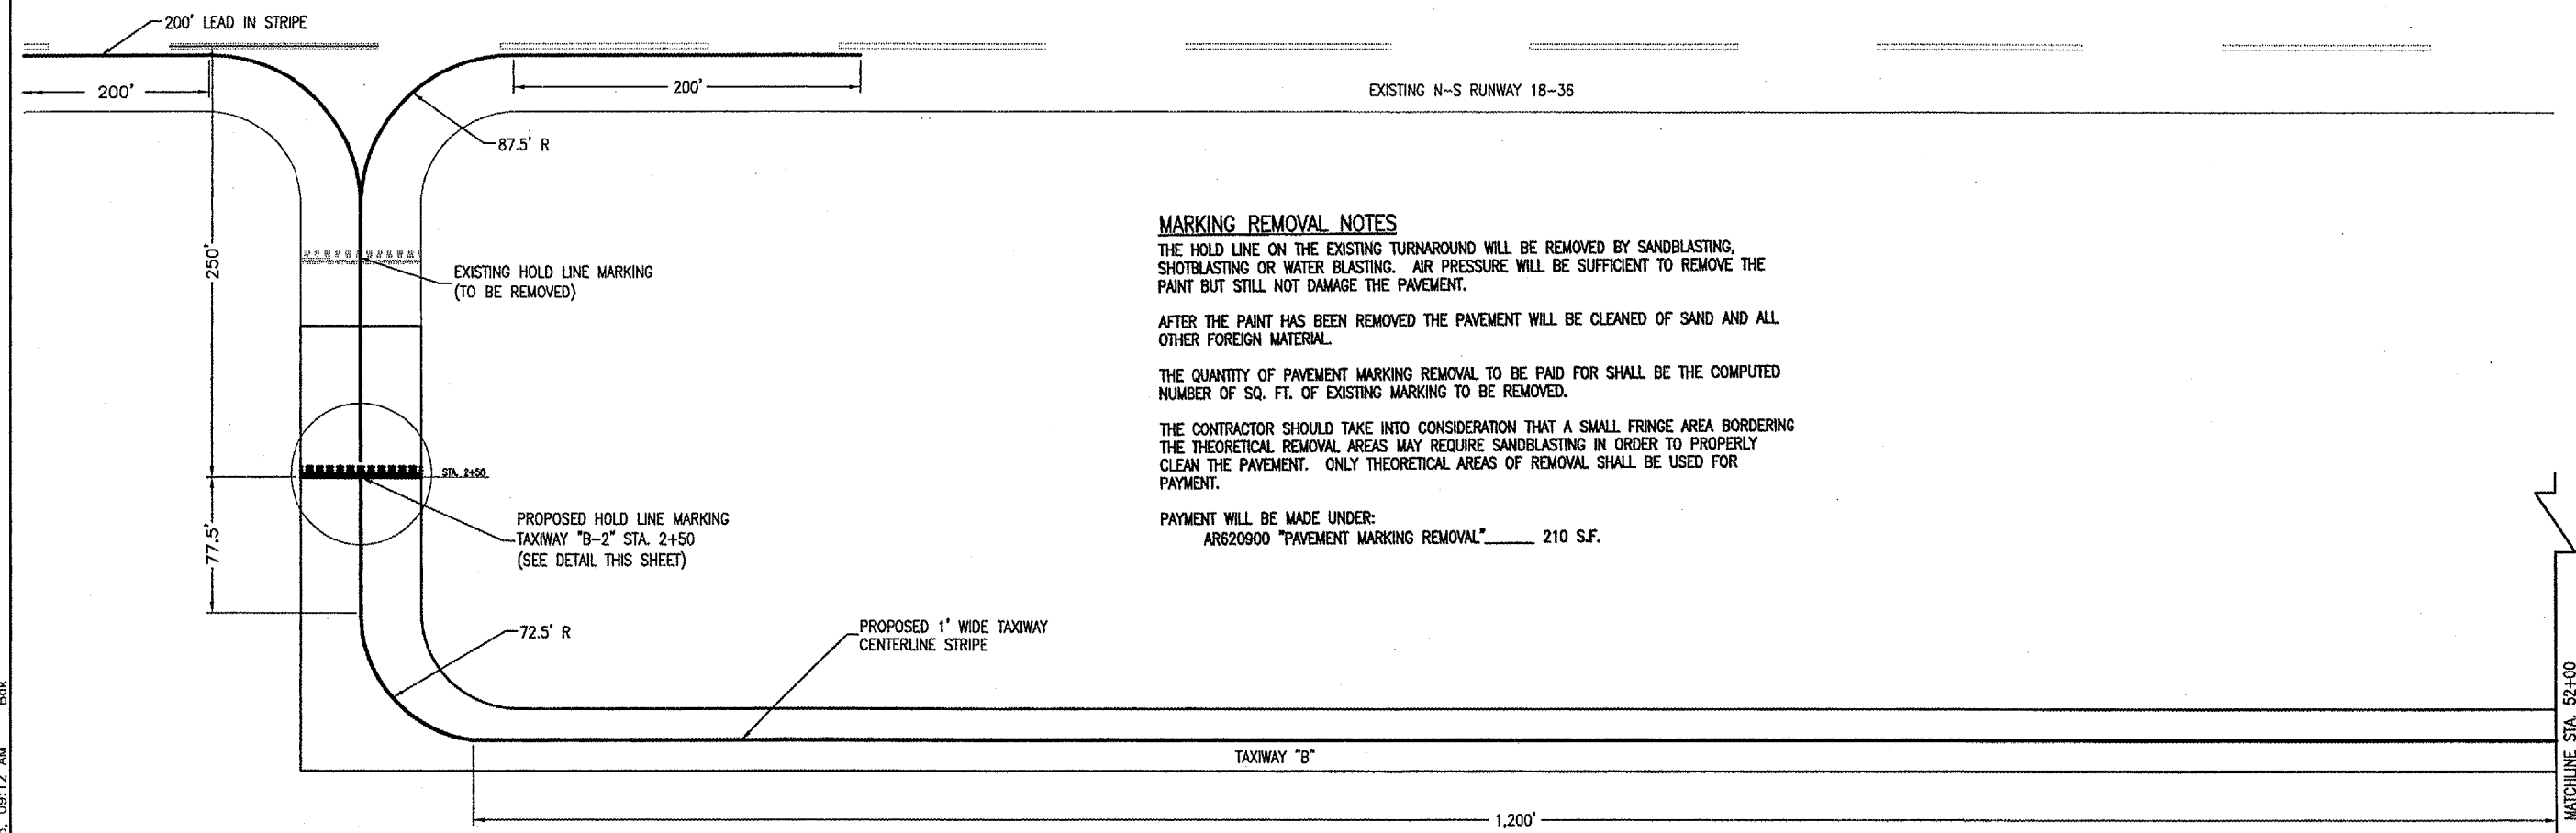 200' LEAD IN STRIPE
200'
200'
EXISTING N-S RUNWAY 18-36
87.5' R
250'
EXISTING HOLD LINE MARKING
(TO BE REMOVED)
MARKING REMOVAL NOTES
THE HOLD LINE ON THE EXISTING TURNAROUND WILL BE REMOVED BY SANDBLASTING,
SHOTBLASTING OR WATER BLASTING. AIR PRESSURE WILL BE SUFFICIENT TO REMOVE THE
PAINT BUT STILL NOT DAMAGE THE PAVEMENT.
AFTER THE PAINT HAS BEEN REMOVED THE PAVEMENT WILL BE CLEANED OF SAND AND ALL
OTHER FOREIGN MATERIAL.
THE QUANTITY OF PAVEMENT MARKING REMOVAL TO BE PAID FOR SHALL BE THE COMPUTED
NUMBER OF SQ. FT. OF EXISTING MARKING TO BE REMOVED.
THE CONTRACTOR SHOULD TAKE INTO CONSIDERATION THAT A SMALL FRINGE AREA BORDERING
THE THEORETICAL REMOVAL AREAS MAY REQUIRE SANDBLASTING IN ORDER TO PROPERLY
CLEAN THE PAVEMENT. ONLY THEORETICAL AREAS OF REMOVAL SHALL BE USED FOR
PAYMENT.
PAYMENT WILL BE MADE UNDER:
AR620900 "PAVEMENT MARKING REMOVAL"______ 210 S.F.
STA. 2+50
PROPOSED HOLD LINE MARKING
TAXIWAY "B-2" STA. 2+50
(SEE DETAIL THIS SHEET)
77.5'
72.5' R
PROPOSED 1' WIDE TAXIWAY
CENTERLINE STRIPE
TAXIWAY "B"
1,200'
MATCHLINE STA. 52+00
09:12 AM